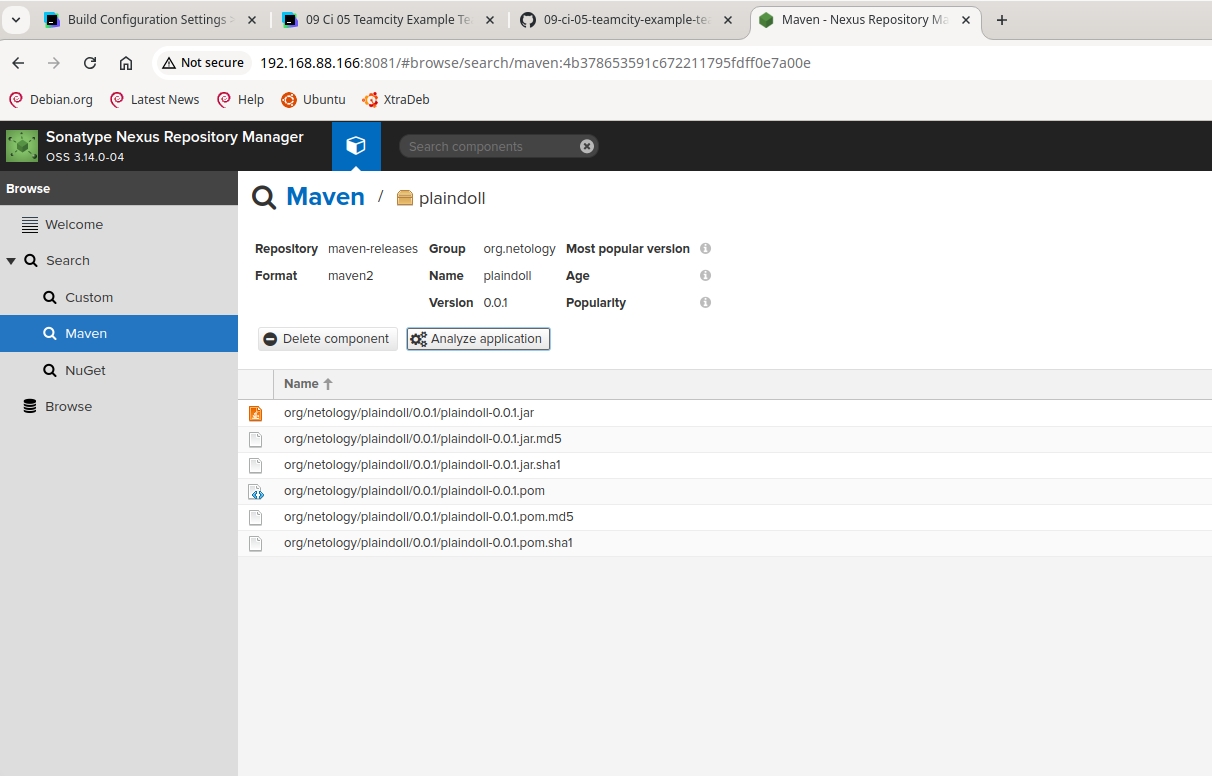 Build Configuration Settings
09 Ci 05 Teamcity Example Te
09-ci-05-teamcity-example-te
Maven - Nexus Repository Ma
Not secure
192.168.88.166:8081/#browse/search/maven:4b378653591c672211795fdff0e7a00e
Debian.org
Latest News
Help
Ubuntu
XtraDeb
Sonatype Nexus Repository Manager
OSS 3.14.0-04
Search components
Browse
Welcome
Search
Custom
Maven
NuGet
Browse
Maven / plaindoll
Repository maven-releases Group org.netology Most popular version
Format maven2 Name plaindoll Age
Version 0.0.1 Popularity
Delete component
Analyze application
Name
org/netology/plaindoll/0.0.1/plaindoll-0.0.1.jar
org/netology/plaindoll/0.0.1/plaindoll-0.0.1.jar.md5
org/netology/plaindoll/0.0.1/plaindoll-0.0.1.jar.sha1
org/netology/plaindoll/0.0.1/plaindoll-0.0.1.pom
org/netology/plaindoll/0.0.1/plaindoll-0.0.1.pom.md5
org/netology/plaindoll/0.0.1/plaindoll-0.0.1.pom.sha1